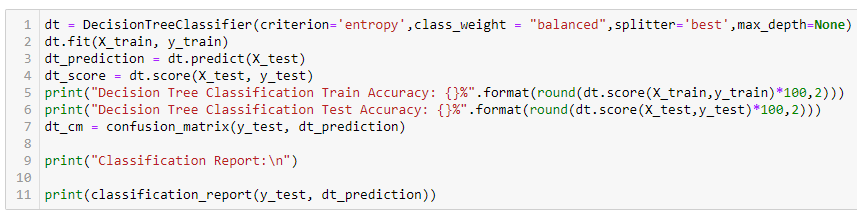 1 dt = DecisionTreeClassifier(criterion='entropy',class_weight = "balanced",splitter='best',max_depth=None)
2 dt.fit(X_train, y_train)
3 dt_prediction = dt.predict(X_test)
4 dt_score = dt.score(X_test, y_test)
5 print("Decision Tree Classification Train Accuracy: {}%".format(round(dt.score(X_train,y_train)*100,2)))
6 print("Decision Tree Classification Test Accuracy: {}%".format(round(dt.score(X_test,y_test)*100,2)))
7 dt_cm = confusion_matrix(y_test, dt_prediction)
8
9 print("Classification Report:\n")
10
11 print(classification_report(y_test, dt_prediction))